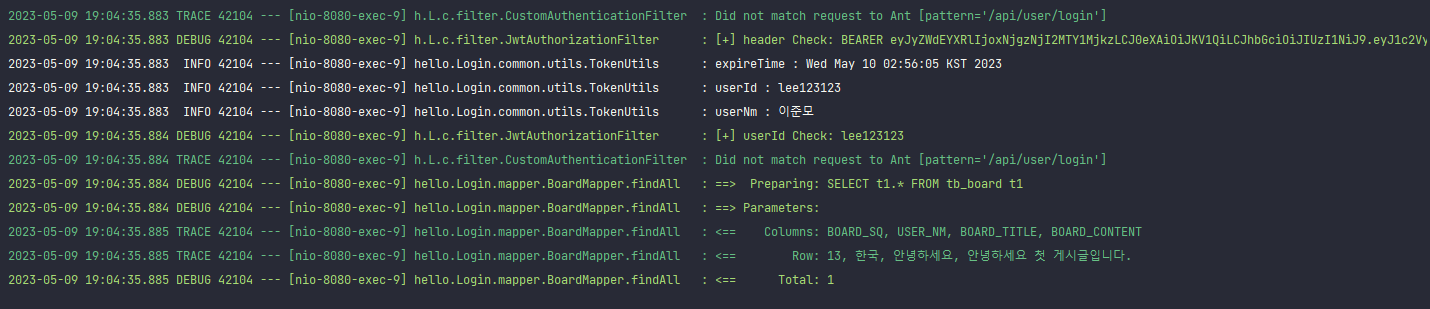 2023-05-09 19:04:35.883 TRACE 42104 --- [nio-8080-exec-9] h.L.c.filter.CustomAuthenticationFilter  : Did not match request to Ant [pattern='/api/user/login']
2023-05-09 19:04:35.883 DEBUG 42104 --- [nio-8080-exec-9] h.L.c.filter.JwtAuthorizationFilter      : [+] header Check: BEARER eyJyZWdEYXRlIjoxNjgzNjI2MTY1MjkzLCJ0eXAiOiJKV1QiLCJhbGciOiJIUzI1NiJ9.eyJ1c2Vy
2023-05-09 19:04:35.883  INFO 42104 --- [nio-8080-exec-9] hello.Login.common.utils.TokenUtils      : expireTime : Wed May 10 02:56:05 KST 2023
2023-05-09 19:04:35.883  INFO 42104 --- [nio-8080-exec-9] hello.Login.common.utils.TokenUtils      : userId : lee123123
2023-05-09 19:04:35.883  INFO 42104 --- [nio-8080-exec-9] hello.Login.common.utils.TokenUtils      : userNm : 이준모
2023-05-09 19:04:35.884 DEBUG 42104 --- [nio-8080-exec-9] h.L.c.filter.JwtAuthorizationFilter      : [+] userId Check: lee123123
2023-05-09 19:04:35.884 TRACE 42104 --- [nio-8080-exec-9] h.L.c.filter.CustomAuthenticationFilter  : Did not match request to Ant [pattern='/api/user/login']
2023-05-09 19:04:35.884 DEBUG 42104 --- [nio-8080-exec-9] hello.Login.mapper.BoardMapper.findAll   : ==>  Preparing: SELECT t1.* FROM tb_board t1
2023-05-09 19:04:35.884 DEBUG 42104 --- [nio-8080-exec-9] hello.Login.mapper.BoardMapper.findAll   : ==> Parameters:
2023-05-09 19:04:35.885 TRACE 42104 --- [nio-8080-exec-9] hello.Login.mapper.BoardMapper.findAll   : <==    Columns: BOARD_SQ, USER_NM, BOARD_TITLE, BOARD_CONTENT
2023-05-09 19:04:35.885 TRACE 42104 --- [nio-8080-exec-9] hello.Login.mapper.BoardMapper.findAll   : <==        Row: 13, 한국, 안녕하세요, 안녕하세요 첫 게시글입니다.
2023-05-09 19:04:35.885 DEBUG 42104 --- [nio-8080-exec-9] hello.Login.mapper.BoardMapper.findAll   : <==      Total: 1